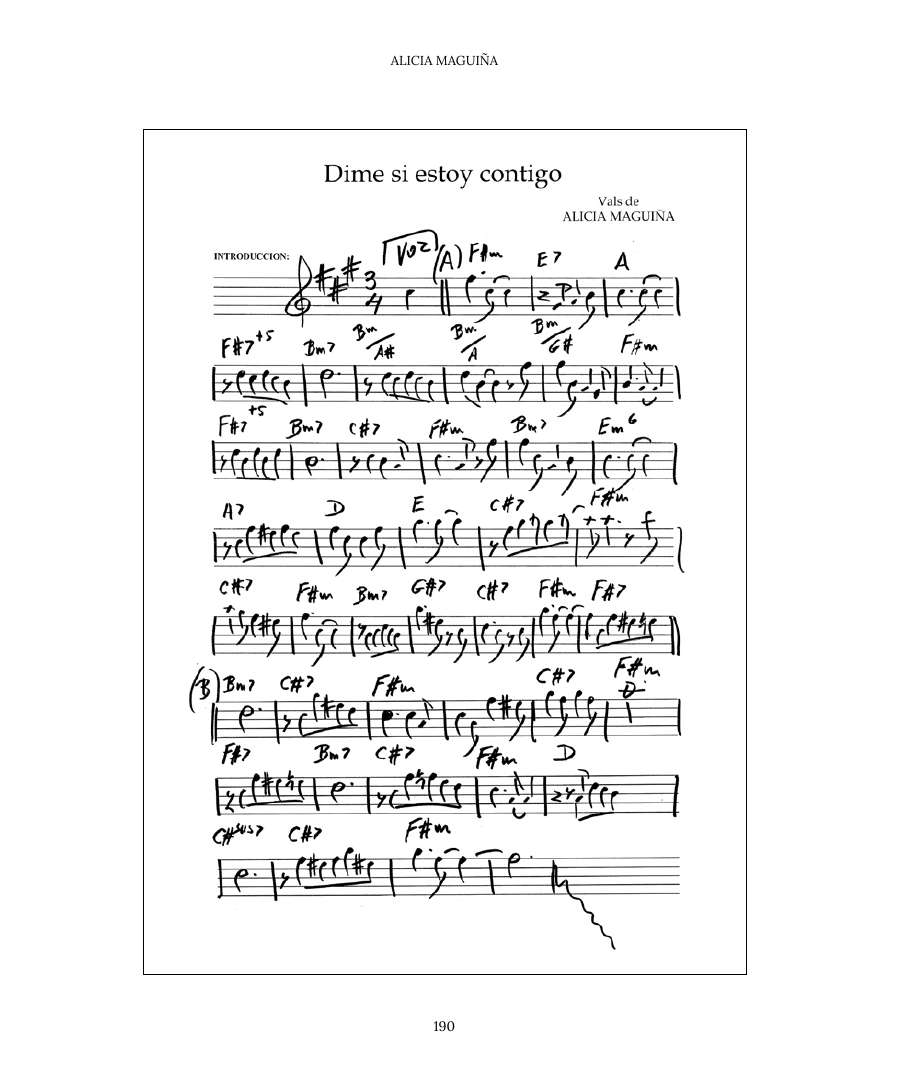 ALICIA MAGUIÑA
Dime si estoy contigo
Vals de
ALICIA MAGUIÑA
INTRODUCCION:
VOZ (A) F#m E7 A
3
4
F#7+5 Bm7 Bm/A# Bm/A Bm/G# F#m
F#7+5 Bm7 C#7 F#m Bm7 Em6
A7 D E C#7 F#m
C#7 F#m Bm7 G#7 C#7 F#m F#7
(B) Bm7 C#7 F#m C#7 F#m
F#7 Bm7 C#7 F#m D
C#sus7 C#7 F#m
190